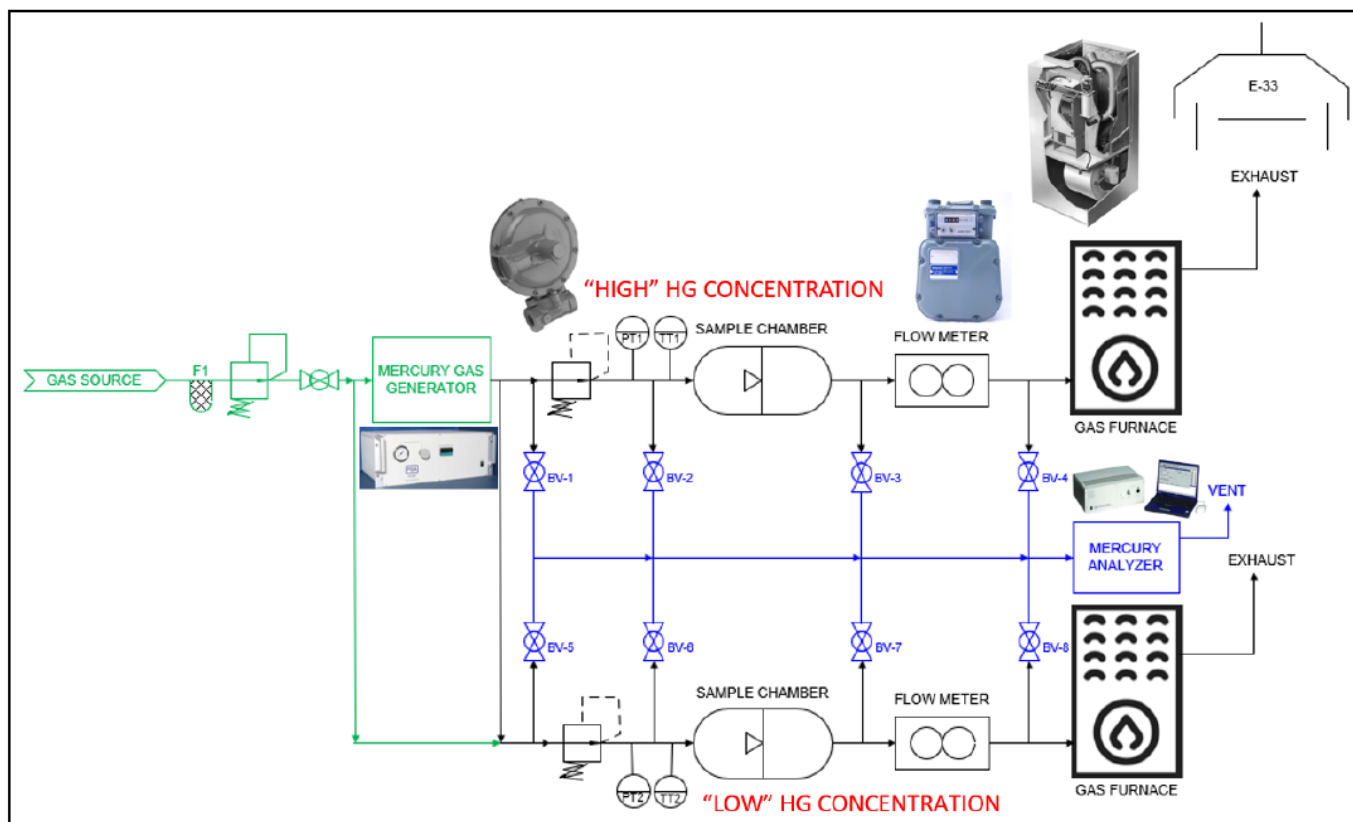 E-33
EXHAUST
"HIGH" HG CONCENTRATION
PT1
TT1
SAMPLE CHAMBER
FLOW METER
GAS SOURCE
F1
MERCURY GAS
GENERATOR
GAS FURNACE
BV-1
BV-2
BV-3
BV-4
VENT
MERCURY
ANALYZER
EXHAUST
BV-5
BV-6
BV-7
BV-8
SAMPLE CHAMBER
FLOW METER
PT2
TT2
"LOW" HG CONCENTRATION
GAS FURNACE